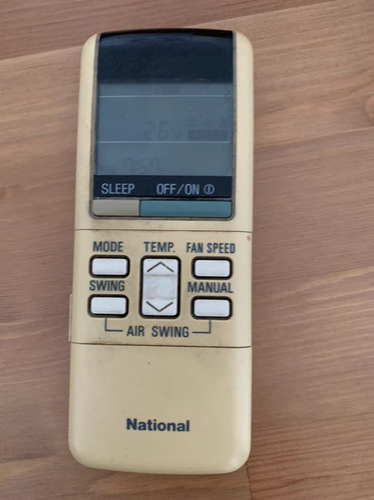 26
SLEEP OFF/ON
MODE TEMP. FAN SPEED
SWING MANUAL
AIR SWING
National